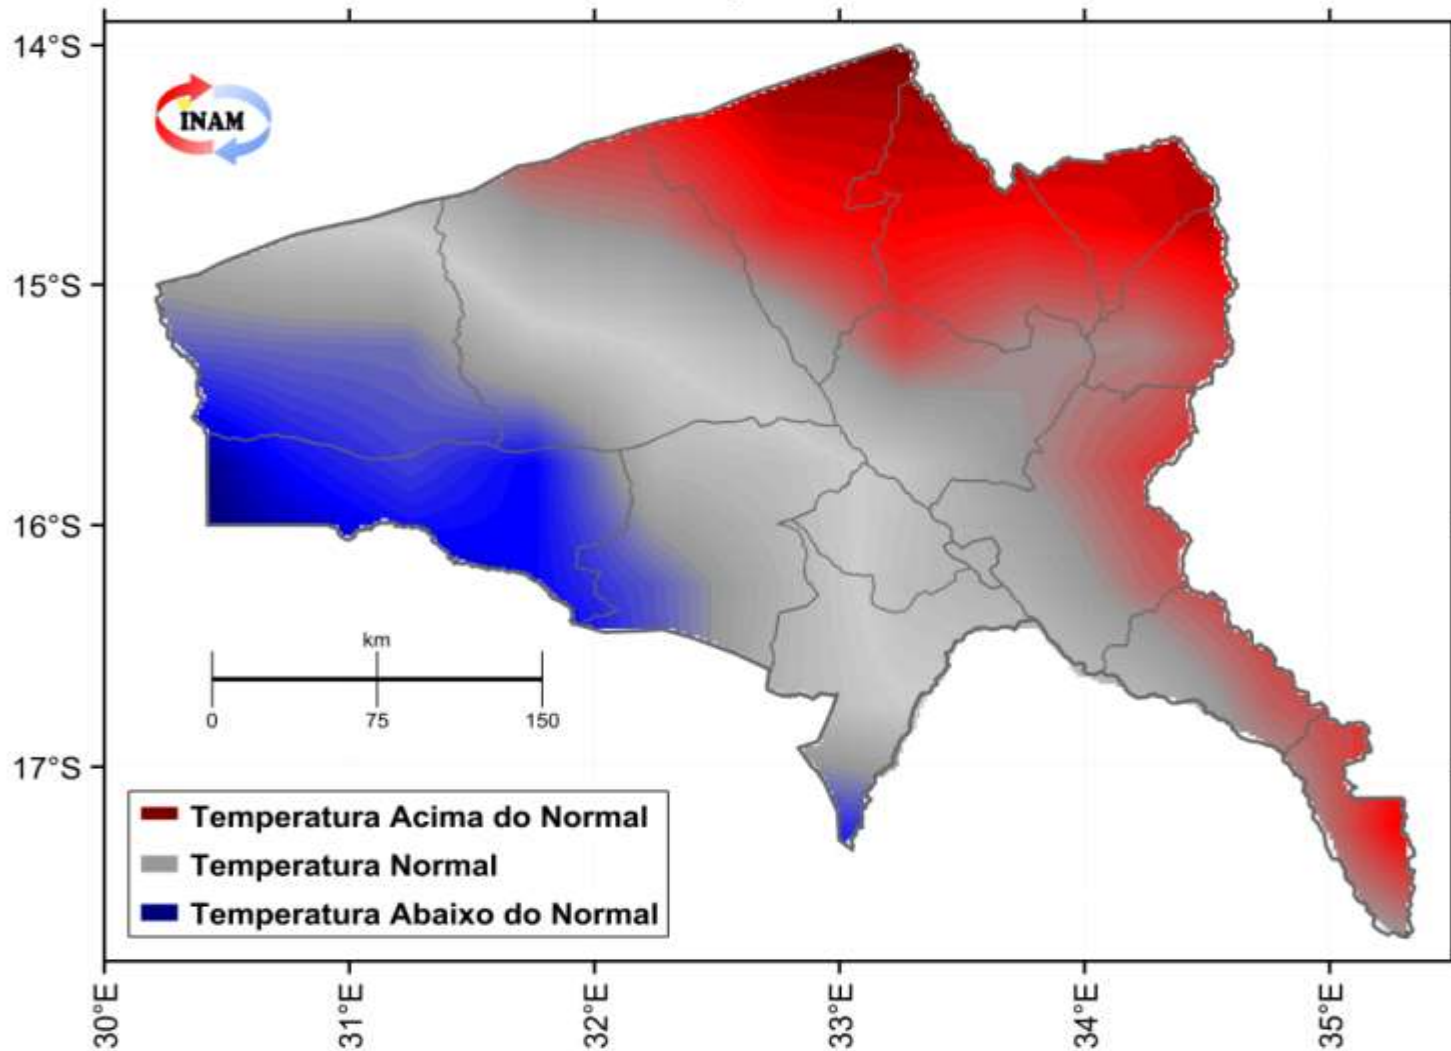 14°S
INAM
15°S
16°S
km
0 75 150
17°S
Temperatura Acima do Normal
Temperatura Normal
Temperatura Abaixo do Normal
30°E 31°E 32°E 33°E 34°E 35°E